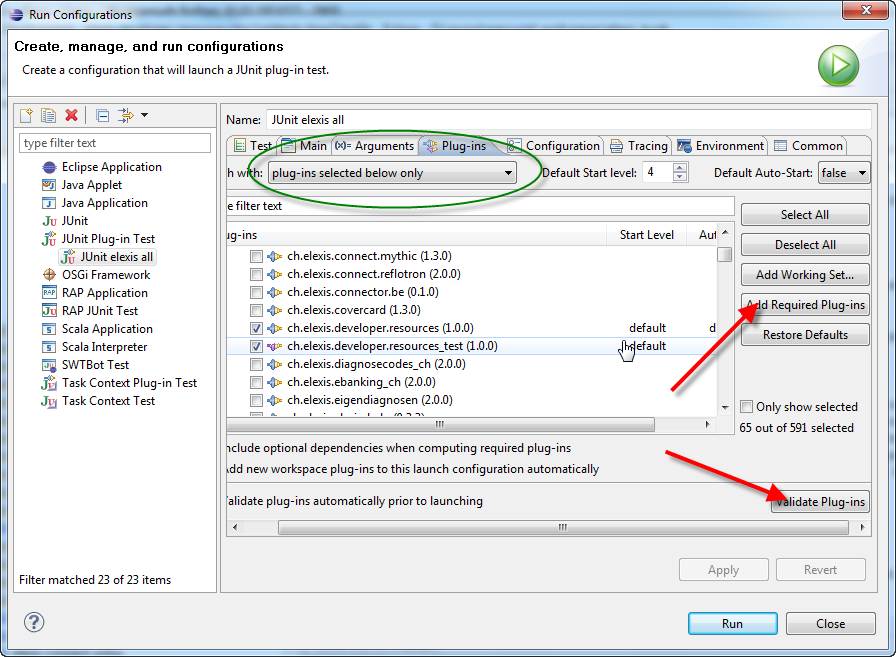 Run Configurations
Create, manage, and run configurations
Create a configuration that will launch a JUnit plug-in test.
type filter text
Eclipse Application
Java Applet
Java Application
JUnit
JUnit Plug-in Test
JUnit elexis all
OSGi Framework
RAP Application
RAP JUnit Test
Scala Application
Scala Interpreter
SWTBot Test
Task Context Plug-in Test
Task Context Test
Filter matched 23 of 23 items
Name: JUnit elexis all
Test Main (x)= Arguments Plug-ins Configuration Tracing Environment Common
h with: plug-ins selected below only Default Start level: 4 Default Auto-Start: false
e filter text
ug-ins Start Level Aut
ch.elexis.connect.mythic (1.3.0)
ch.elexis.connect.reflotron (2.0.0)
ch.elexis.connector.be (0.1.0)
ch.elexis.covercard (1.3.0)
ch.elexis.developer.resources (1.0.0) default d
ch.elexis.developer.resources_test (1.0.0) default
ch.elexis.diagnosecodes_ch (2.0.0)
ch.elexis.ebanking_ch (2.0.0)
ch.elexis.eigendiagnosen (2.0.0)
Select All
Deselect All
Add Working Set...
Add Required Plug-ins
Restore Defaults
Only show selected
65 out of 591 selected
nclude optional dependencies when computing required plug-ins
Add new workspace plug-ins to this launch configuration automatically
Validate plug-ins automatically prior to launching
Validate Plug-ins
Apply Revert
Run Close